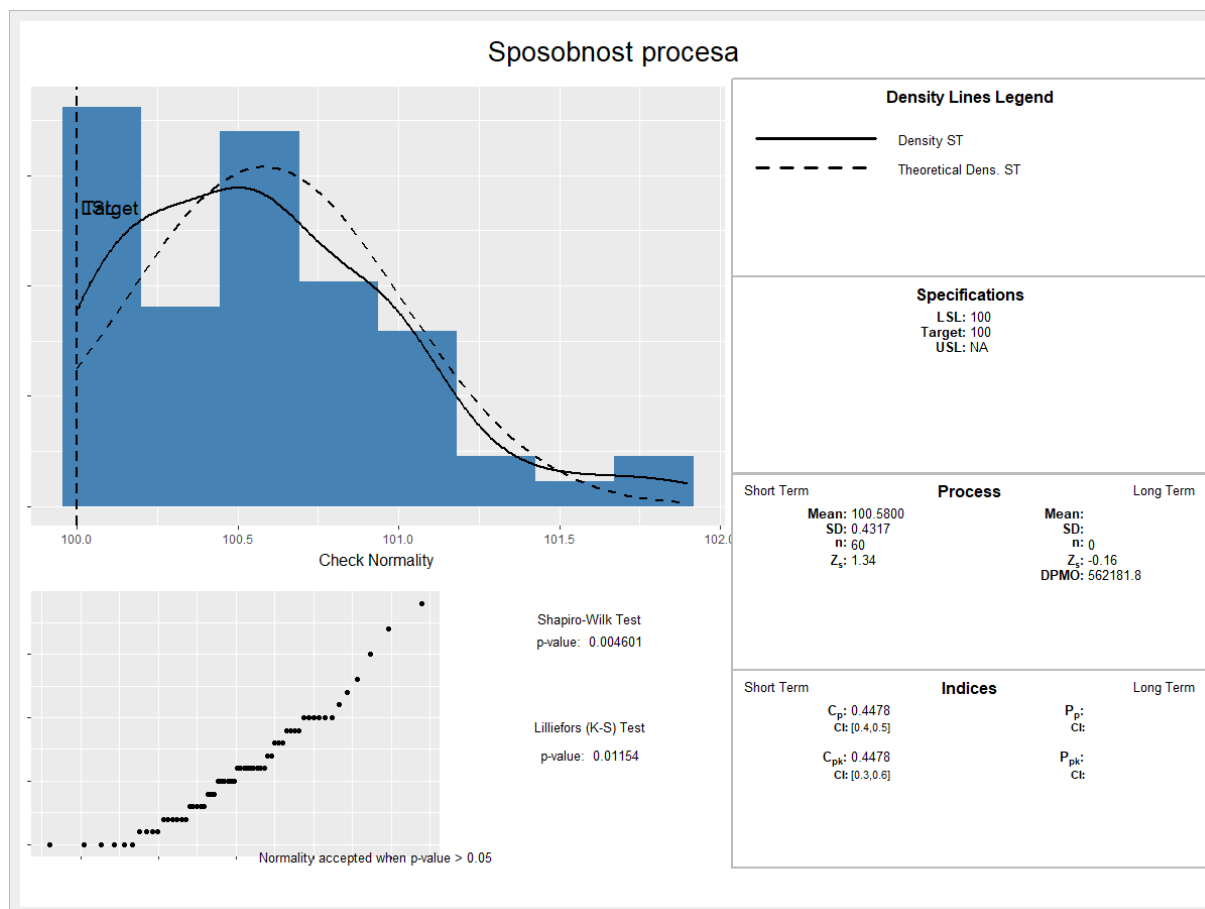 Sposobnost procesa
LSL
Target
100.0 100.5 101.0 101.5 102.0
Check Normality
Shapiro-Wilk Test
p-value: 0.004601
Lilliefors (K-S) Test
p-value: 0.01154
Normality accepted when p-value > 0.05
Density Lines Legend
Density ST
Theoretical Dens. ST
Specifications
LSL: 100
Target: 100
USL: NA
Short Term Process Long Term
Mean: 100.5800 Mean:
SD: 0.4317 SD:
n: 60 n: 0
Zs: 1.34 Zs: -0.16
DPMO: 562181.8
Short Term Indices Long Term
Cp: 0.4478 Pp:
CI: [0.4,0.5] CI:
Cpk: 0.4478 Ppk:
CI: [0.3,0.6] CI: